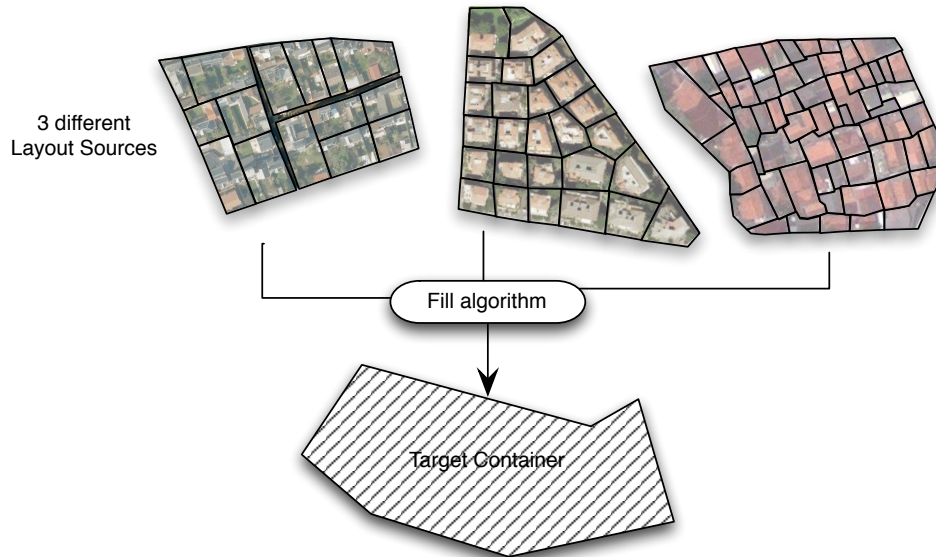 3 different
Layout Sources
Fill algorithm
Target Container